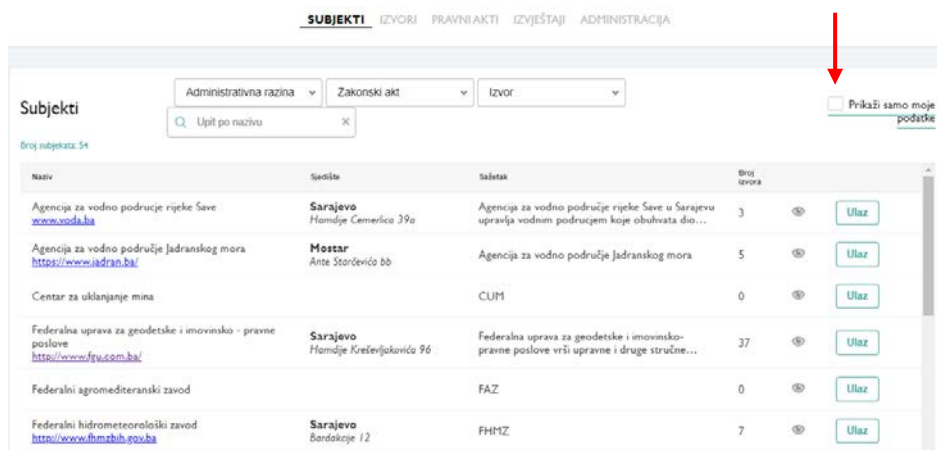 SUBJEKTI IZVORI PRAVNI AKTI IZVJEŠTAJI ADMINISTRACIJA
Subjekti
Administrativna razina Zakonski akt Izvor
Upit po nazivu
Prikaži samo moje
podatke
Broj subjekata: 54
Naziv Sjedište Sažetak Broj
izvora
Agencija za vodno podrucje rijeke Save Sarajevo Agencija za vodno podrucje rijeke Save u Sarajevu 3 Ulaz
www.voda.ba Hamdije Ćemerlića 39a upravlja vodnim podrucjem koje obuhvata dio...
Agencija za vodno područje Jadranskog mora Mostar Agencija za vodno područje Jadranskog mora 5 Ulaz
https://www.jadran.ba/ Ante Starčevića bb
Centar za uklanjanje mina CUM 0 Ulaz
Federalna uprava za geodetske i imovinsko - pravne Sarajevo Federalna uprava za geodetske i imovinsko- 37 Ulaz
poslove Hamdije Kreševljakovića 96 pravne poslove vrši upravne i druge stručne...
http://www.fgu.com.ba/
Federalni agromediteranski zavod FAZ 0 Ulaz
Federalni hidrometeorološki zavod Sarajevo FHMZ 7 Ulaz
http://www.fhmzbih.gov.ba Bardakcije 12